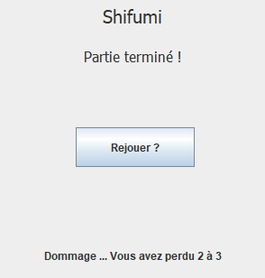 Shifumi
Partie terminé !
Rejouer ?
Dommage ... Vous avez perdu 2 à 3